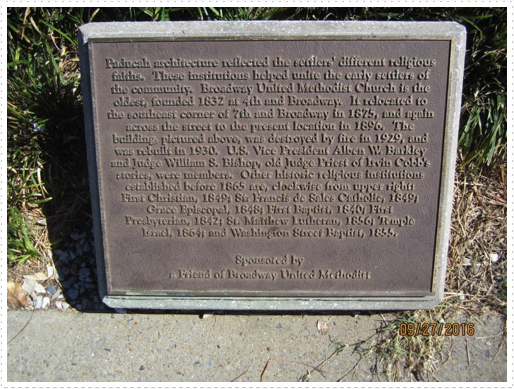 Paducah architecture reflected the settlers' different religious
faiths. These institutions helped unite the early settlers of
the community. Broadway United Methodist Church is the
oldest, founded 1832 at 4th and Broadway. It relocated to
the southeast corner of 7th and Broadway in 1875, and again
across the street to the present location in 1896. The
building, pictured above, was destroyed by fire in 1929, and
was rebuilt in 1930. U.S. Vice President Alben W. Barkley
and Judge William S. Bishop, old Judge Priest of Irvin Cobb's
stories, were members. Other historic religious institutions
established before 1865 are, clockwise from upper right:
First Christian, 1849; St. Francis de Sales Catholic, 1849;
Grace Episcopal, 1848; First Baptist, 1840; First
Presbyterian, 1842; St. Matthew Lutheran, 1856; Temple
Israel, 1864; and Washington Street Baptist, 1855.
Sponsored by
a Friend of Broadway United Methodist
09/27/2016